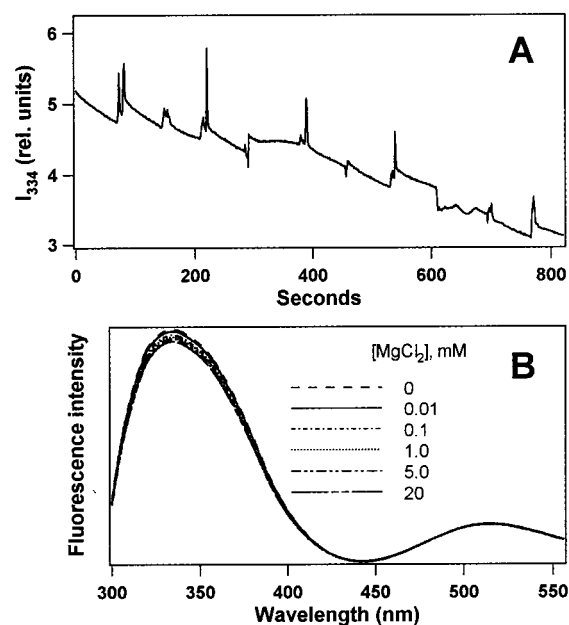 A
I334 (rel. units)
6
5
4
3
0 200 400 600 800
Seconds
B
Fluorescence intensity
[MgCl2], mM
0
0.01
0.1
1.0
5.0
20
300 350 400 450 500 550
Wavelength (nm)